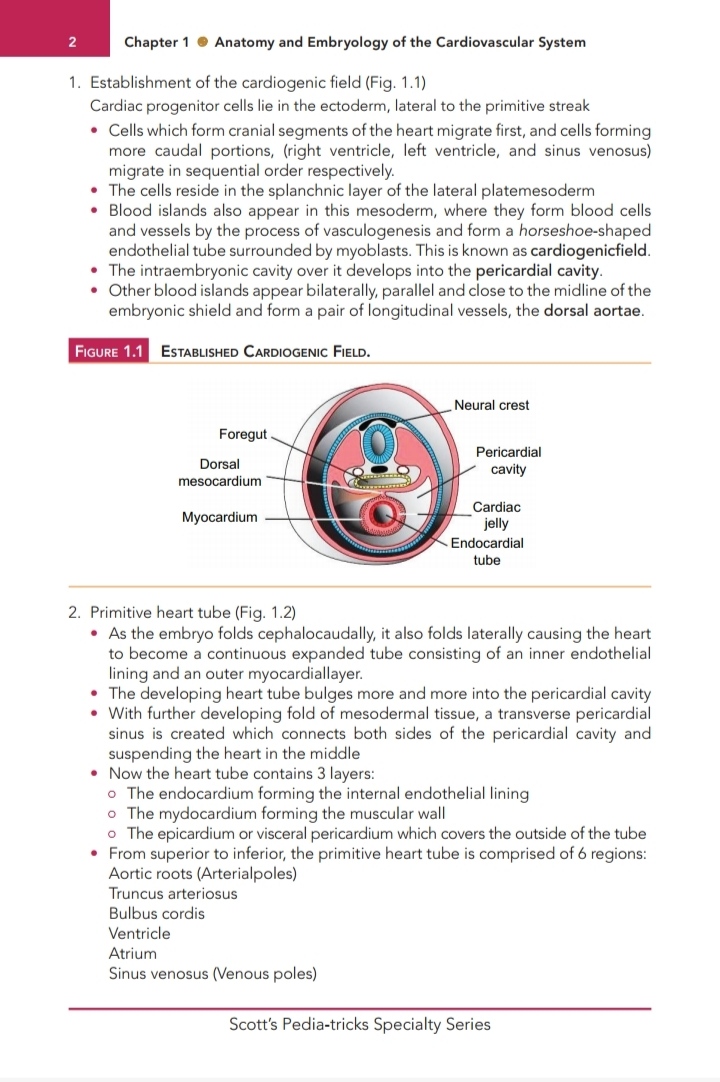 2 Chapter 1 Anatomy and Embryology of the Cardiovascular System
1. Establishment of the cardiogenic field (Fig. 1.1)
Cardiac progenitor cells lie in the ectoderm, lateral to the primitive streak
• Cells which form cranial segments of the heart migrate first, and cells forming
more caudal portions, (right ventricle, left ventricle, and sinus venosus)
migrate in sequential order respectively.
• The cells reside in the splanchnic layer of the lateral platemesoderm
• Blood islands also appear in this mesoderm, where they form blood cells
and vessels by the process of vasculogenesis and form a horseshoe-shaped
endothelial tube surrounded by myoblasts. This is known as cardiogenicfield.
• The intraembryonic cavity over it develops into the pericardial cavity.
• Other blood islands appear bilaterally, parallel and close to the midline of the
embryonic shield and form a pair of longitudinal vessels, the dorsal aortae.
FIGURE 1.1 ESTABLISHED CARDIOGENIC FIELD.
Neural crest
Foregut
Pericardial
cavity
Dorsal
mesocardium
Myocardium
Cardiac
jelly
Endocardial
tube
2. Primitive heart tube (Fig. 1.2)
• As the embryo folds cephalocaudally, it also folds laterally causing the heart
to become a continuous expanded tube consisting of an inner endothelial
lining and an outer myocardiallayer.
• The developing heart tube bulges more and more into the pericardial cavity
• With further developing fold of mesodermal tissue, a transverse pericardial
sinus is created which connects both sides of the pericardial cavity and
suspending the heart in the middle
• Now the heart tube contains 3 layers:
o The endocardium forming the internal endothelial lining
o The mydocardium forming the muscular wall
o The epicardium or visceral pericardium which covers the outside of the tube
• From superior to inferior, the primitive heart tube is comprised of 6 regions:
Aortic roots (Arterialpoles)
Truncus arteriosus
Bulbus cordis
Ventricle
Atrium
Sinus venosus (Venous poles)
Scott's Pedia-tricks Specialty Series